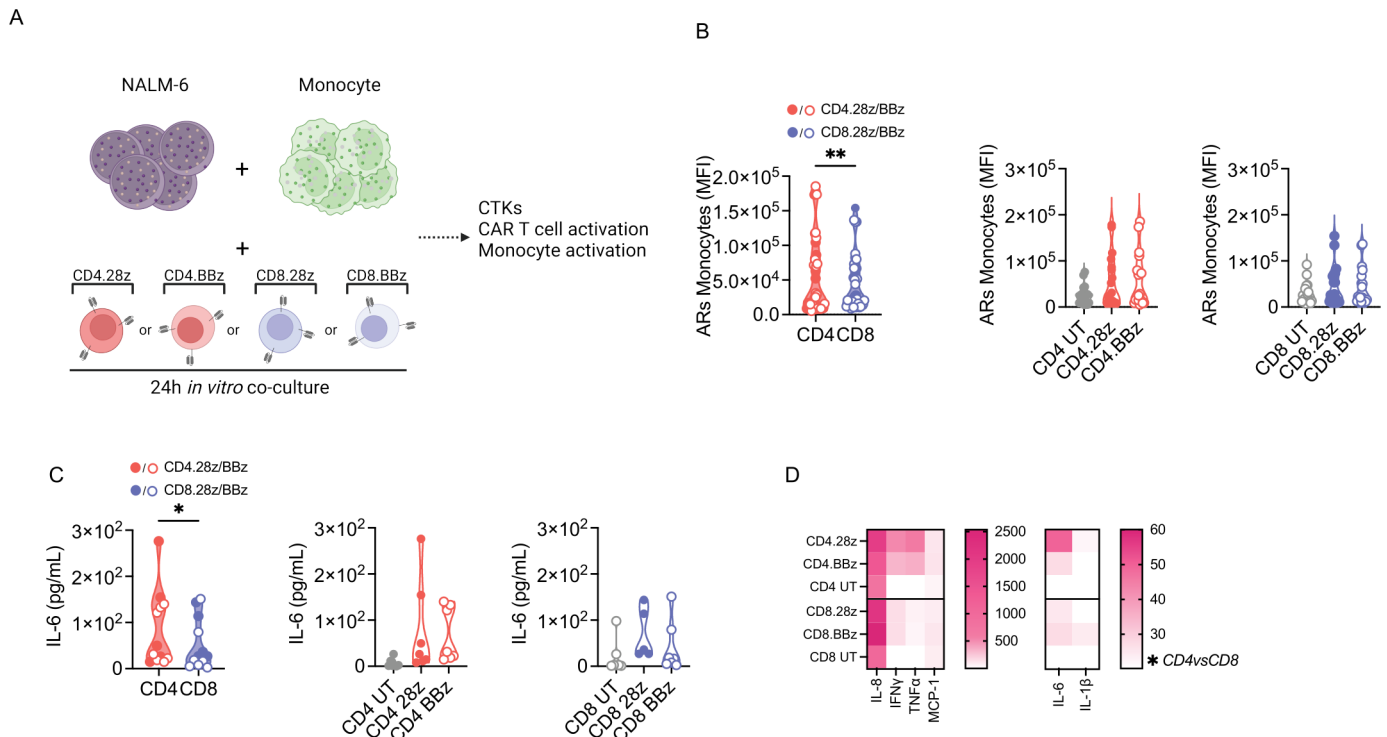 A
NALM-6
Monocyte
+
+
CTKs
CAR T cell activation
Monocyte activation
CD4.28z
CD4.BBz
CD8.28z
CD8.BBz
or
or
or
24h in vitro co-culture
B
/ CD4.28z/BBz
/ CD8.28z/BBz
**
ARs Monocytes (MFI)
2.0×10⁵
1.5×10⁵
1.0×10⁵
5.0×10⁴
0.0
CD4 CD8
ARs Monocytes (MFI)
3×10⁵
2×10⁵
1×10⁵
0
CD4 UT
CD4.28z
CD4.BBz
ARs Monocytes (MFI)
3×10⁵
2×10⁵
1×10⁵
0
CD8 UT
CD8.28z
CD8.BBz
C
/ CD4.28z/BBz
/ CD8.28z/BBz
*
IL-6 (pg/mL)
3×10²
2×10²
1×10²
0
CD4 CD8
IL-6 (pg/mL)
3×10²
2×10²
1×10²
0
CD4 UT
CD4 28z
CD4 BBz
IL-6 (pg/mL)
3×10²
2×10²
1×10²
0
CD8 UT
CD8 28z
CD8 BBz
D
CD4.28z
CD4.BBz
CD4 UT
CD8.28z
CD8.BBz
CD8 UT
IL-8
IFNγ
TNFα
MCP-1
2500
2000
1500
1000
500
IL-6
IL-1β
60
50
40
30
* CD4vsCD8